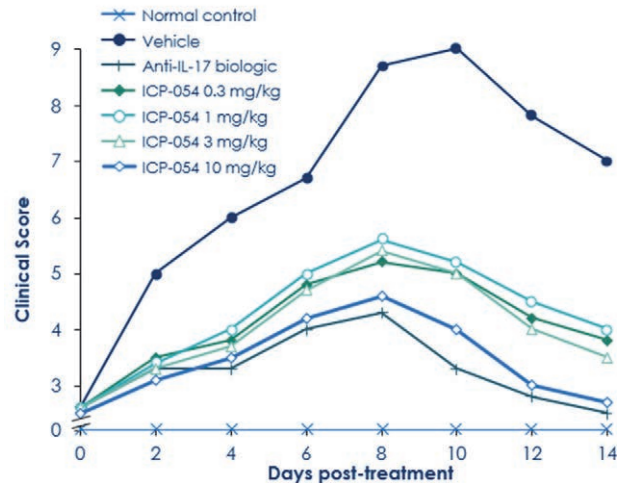 Normal control
Vehicle
Anti-IL-17 biologic
ICP-054 0.3 mg/kg
ICP-054 1 mg/kg
ICP-054 3 mg/kg
ICP-054 10 mg/kg
Clinical Score
9
8
7
6
5
4
3
0
0 2 4 6 8 10 12 14
Days post-treatment